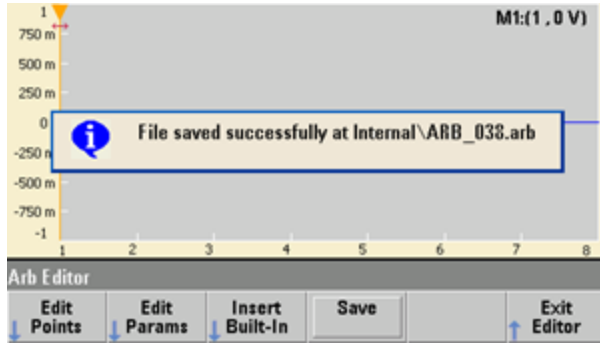 1
M1:(1 , 0 V)
750 m
500 m
250 m
0
File saved successfully at Internal\ARB_038.arb
-250
-500 m
-750 m
-1
1 2 3 4 5 6 7 8
Arb Editor
Edit Points
Edit Params
Insert Built-In
Save
Exit Editor